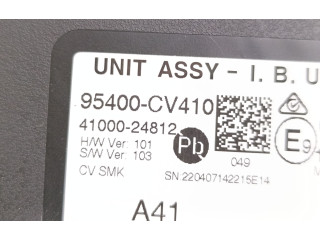 UNIT ASSY - I. B. U
95400-CV410
41000-24812
H/W Ver: 101
S/W Ver: 103
CV SMK
Pb
049
E9
SN:220407142215E14
A41